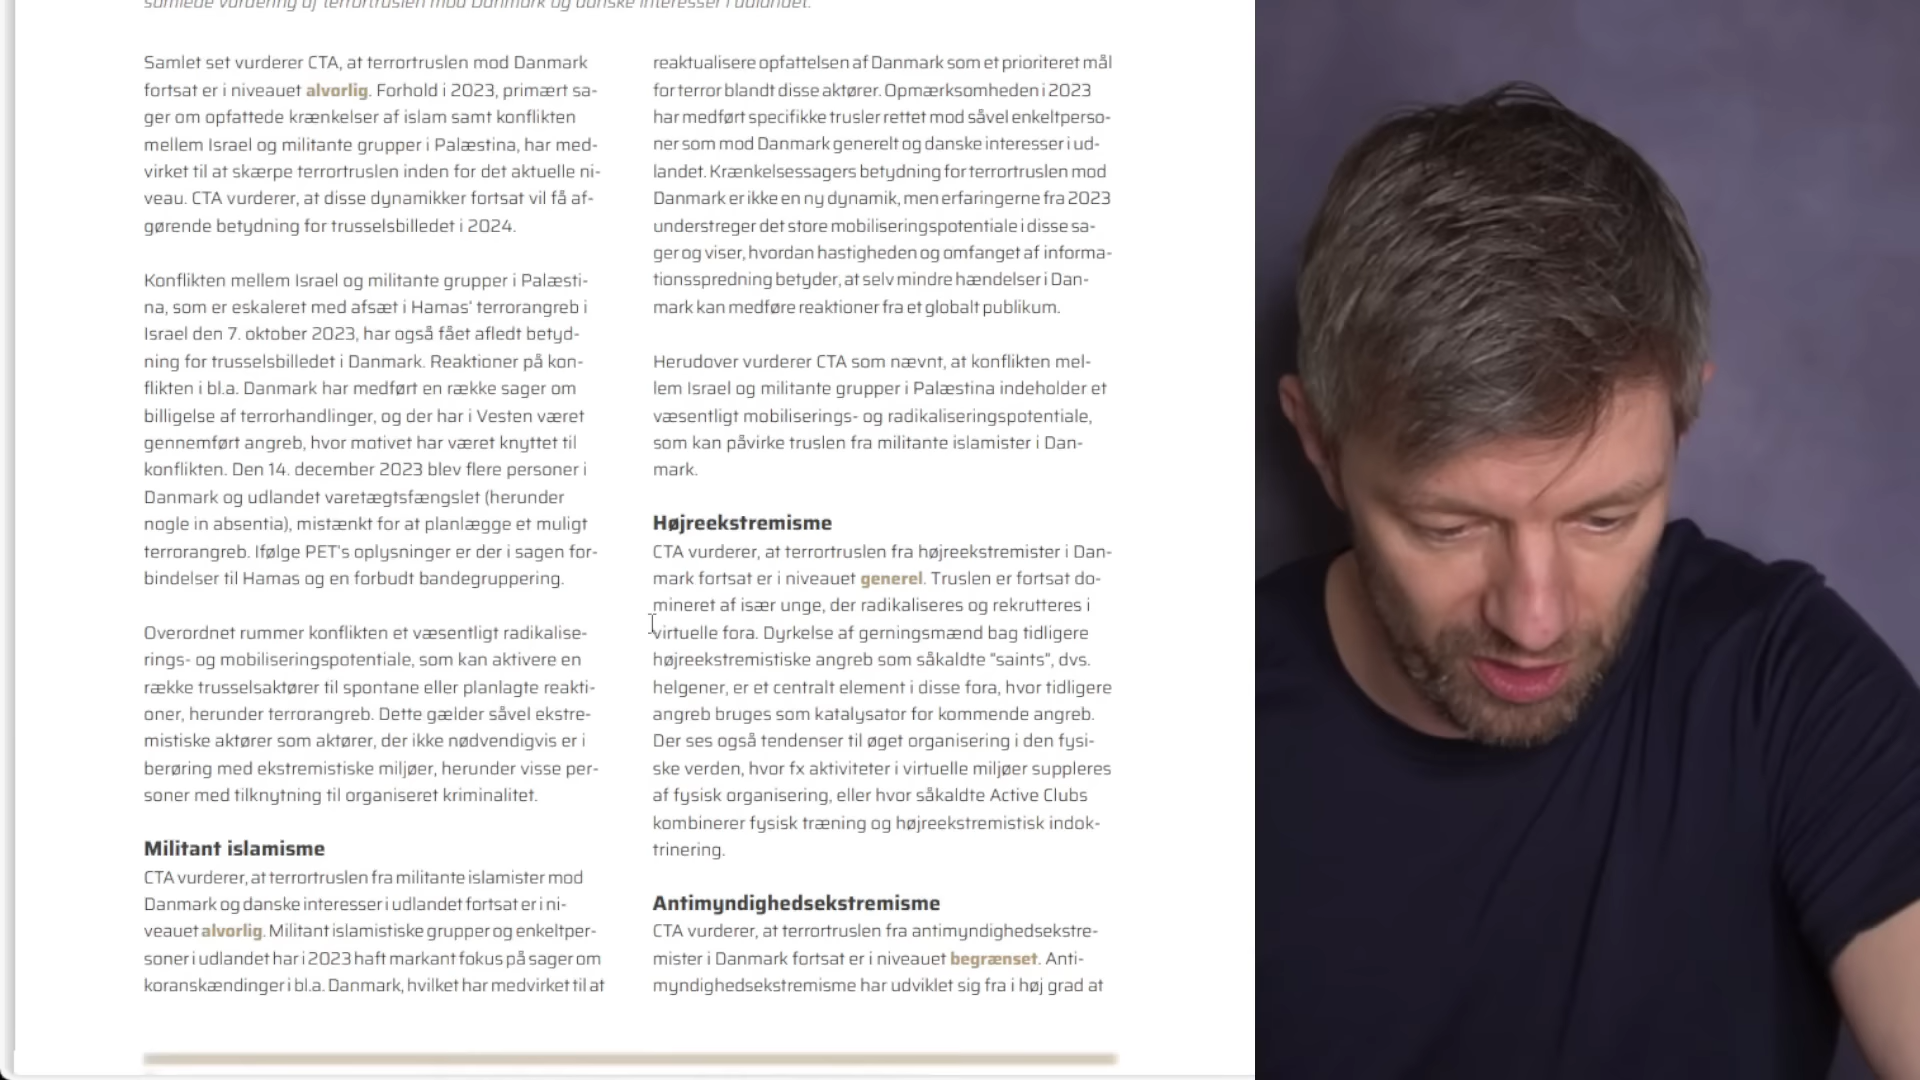 samlede vurdering af terrortruslen mod Danmark og danske interesser i udlandet.
Samlet set vurderer CTA, at terrortruslen mod Danmark
fortsat er i niveauet alvorlig. Forhold i 2023, primært sa-
ger om opfattede krænkelser af islam samt konflikten
mellem Israel og militante grupper i Palæstina, har med-
virket til at skærpe terrortruslen inden for det aktuelle ni-
veau. CTA vurderer, at disse dynamikker fortsat vil få af-
gørende betydning for trusselsbilledet i 2024.
Konflikten mellem Israel og militante grupper i Palæsti-
na, som er eskaleret med afsæt i Hamas' terrorangreb i
Israel den 7. oktober 2023, har også fået afledt betyd-
ning for trusselsbilledet i Danmark. Reaktioner på kon-
flikten i bl.a. Danmark har medført en række sager om
billigelse af terrorhandlinger, og der har i Vesten været
gennemført angreb, hvor motivet har været knyttet til
konflikten. Den 14. december 2023 blev flere personer i
Danmark og udlandet varetægtsfængslet (herunder
nogle in absentia), mistænkt for at planlægge et muligt
terrorangreb. Ifølge PET's oplysninger er der i sagen for-
bindelser til Hamas og en forbudt bandegruppering.
Overordnet rummer konflikten et væsentligt radikalise-
rings- og mobiliseringspotentiale, som kan aktivere en
række trusselsaktører til spontane eller planlagte reakti-
oner, herunder terrorangreb. Dette gælder såvel ekstre-
mistiske aktører som aktører, der ikke nødvendigvis er i
berøring med ekstremistiske miljøer, herunder visse per-
soner med tilknytning til organiseret kriminalitet.
Militant islamisme
CTA vurderer, at terrortruslen fra militante islamister mod
Danmark og danske interesser i udlandet fortsat er i ni-
veauet alvorlig. Militant islamistiske grupper og enkeltper-
soner i udlandet har i 2023 haft markant fokus på sager om
koranskændinger i bl.a. Danmark, hvilket har medvirket til at
reaktualisere opfattelsen af Danmark som et prioriteret mål
for terror blandt disse aktører. Opmærksomheden i 2023
har medført specifikke trusler rettet mod såvel enkeltperso-
ner som mod Danmark generelt og danske interesser i ud-
landet. Krænkelsessagers betydning for terrortruslen mod
Danmark er ikke en ny dynamik, men erfaringerne fra 2023
understreger det store mobiliseringspotentiale i disse sa-
ger og viser, hvordan hastigheden og omfanget af informa-
tionsspredning betyder, at selv mindre hændelser i Dan-
mark kan medføre reaktioner fra et globalt publikum.
Herudover vurderer CTA som nævnt, at konflikten mel-
lem Israel og militante grupper i Palæstina indeholder et
væsentligt mobiliserings- og radikaliseringspotentiale,
som kan påvirke truslen fra militante islamister i Dan-
mark.
Højreekstremisme
CTA vurderer, at terrortruslen fra højreekstremister i Dan-
mark fortsat er i niveauet generel. Truslen er fortsat do-
mineret af især unge, der radikaliseres og rekrutteres i
virtuelle fora. Dyrkelse af gerningsmænd bag tidligere
højreekstremistiske angreb som såkaldte "saints", dvs.
helgener, er et centralt element i disse fora, hvor tidligere
angreb bruges som katalysator for kommende angreb.
Der ses også tendenser til øget organisering i den fysi-
ske verden, hvor fx aktiviteter i virtuelle miljøer suppleres
af fysisk organisering, eller hvor såkaldte Active Clubs
kombinerer fysisk træning og højreekstremistisk indok-
trinering.
Antimyndighedsekstremisme
CTA vurderer, at terrortruslen fra antimyndighedsekstre-
mister i Danmark fortsat er i niveauet begrænset. Anti-
myndighedsekstremisme har udviklet sig fra i høj grad at